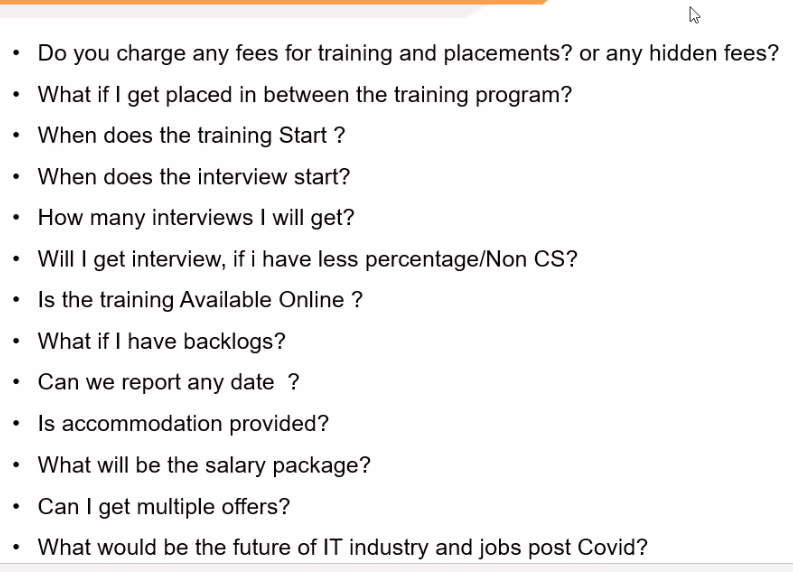 • Do you charge any fees for training and placements? or any hidden fees?
• What if I get placed in between the training program?
• When does the training Start ?
• When does the interview start?
• How many interviews I will get?
• Will I get interview, if i have less percentage/Non CS?
• Is the training Available Online ?
• What if I have backlogs?
• Can we report any date  ?
• Is accommodation provided?
• What will be the salary package?
• Can I get multiple offers?
• What would be the future of IT industry and jobs post Covid?